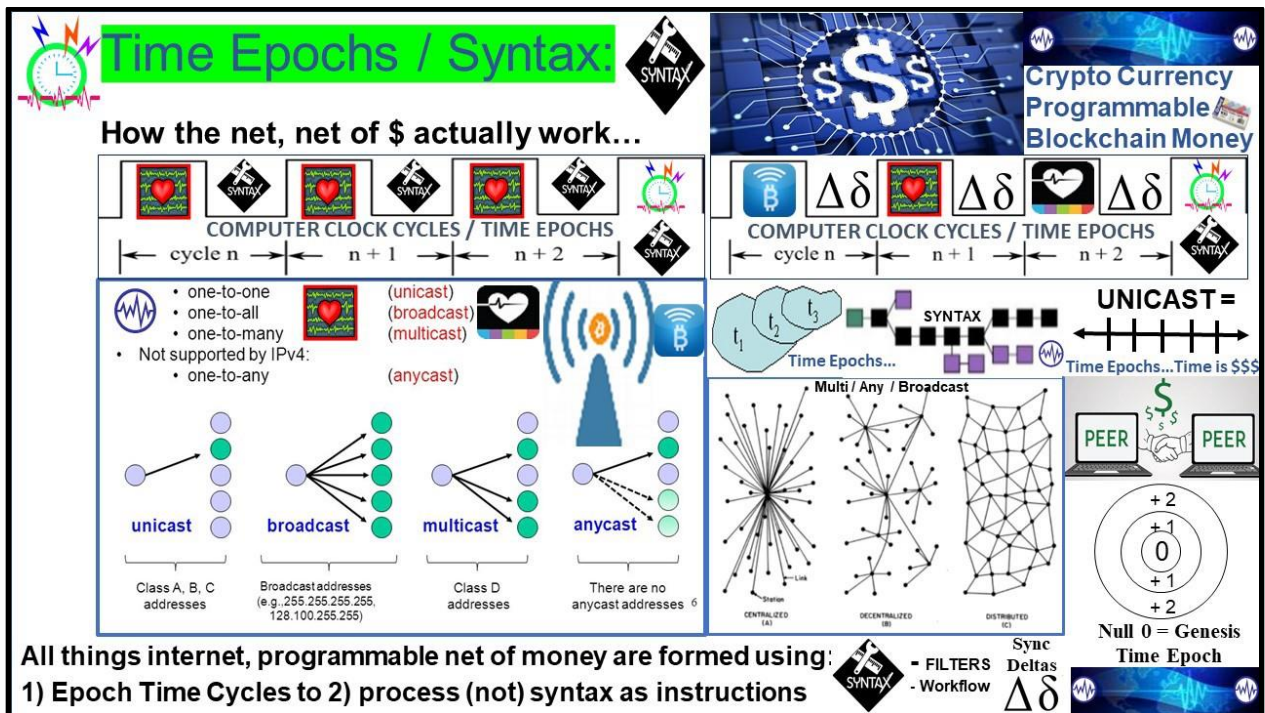 Time Epochs / Syntax:
SYNTAX
How the net, net of $ actually work…
$ $ $
Crypto Currency
Programmable
Blockchain Money
SYNTAX SYNTAX SYNTAX
COMPUTER CLOCK CYCLES / TIME EPOCHS
cycle n n + 1 n + 2
SYNTAX
Δδ Δδ Δδ
COMPUTER CLOCK CYCLES / TIME EPOCHS
cycle n n + 1 n + 2
SYNTAX
• one-to-one (unicast)
• one-to-all (broadcast)
• one-to-many (multicast)
• Not supported by IPv4:
• one-to-any (anycast)
unicast broadcast multicast anycast
Class A, B, C
addresses
Broadcast addresses
(e.g.,255.255.255.255,
128.100.255.255)
Class D
addresses
There are no
anycast addresses 6
t1 t2 t3
Time Epochs...
SYNTAX
UNICAST =
Time Epochs...Time is $$$
Multi / Any / Broadcast
Link
Station
CENTRALIZED
(A)
DECENTRALIZED
(B)
DISTRIBUTED
(C)
$ $ $ $
PEER PEER
+ 2
+ 1
0
+ 1
+ 2
Null 0 = Genesis
Time Epoch
All things internet, programmable net of money are formed using:
1) Epoch Time Cycles to 2) process (not) syntax as instructions
SYNTAX
- FILTERS
- Workflow
Sync
Deltas
Δδ